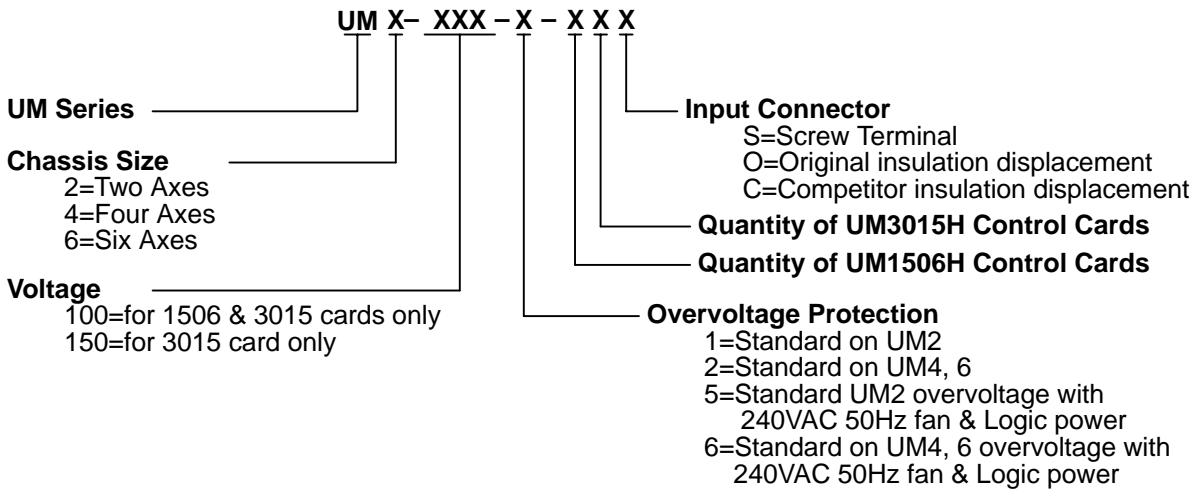 UM X– XXX – X – X X X
UM Series
Chassis Size
2=Two Axes
4=Four Axes
6=Six Axes
Voltage
100=for 1506 & 3015 cards only
150=for 3015 card only
Input Connector
S=Screw Terminal
O=Original insulation displacement
C=Competitor insulation displacement
Quantity of UM3015H Control Cards
Quantity of UM1506H Control Cards
Overvoltage Protection
1=Standard on UM2
2=Standard on UM4, 6
5=Standard UM2 overvoltage with
240VAC 50Hz fan & Logic power
6=Standard on UM4, 6 overvoltage with
240VAC 50Hz fan & Logic power